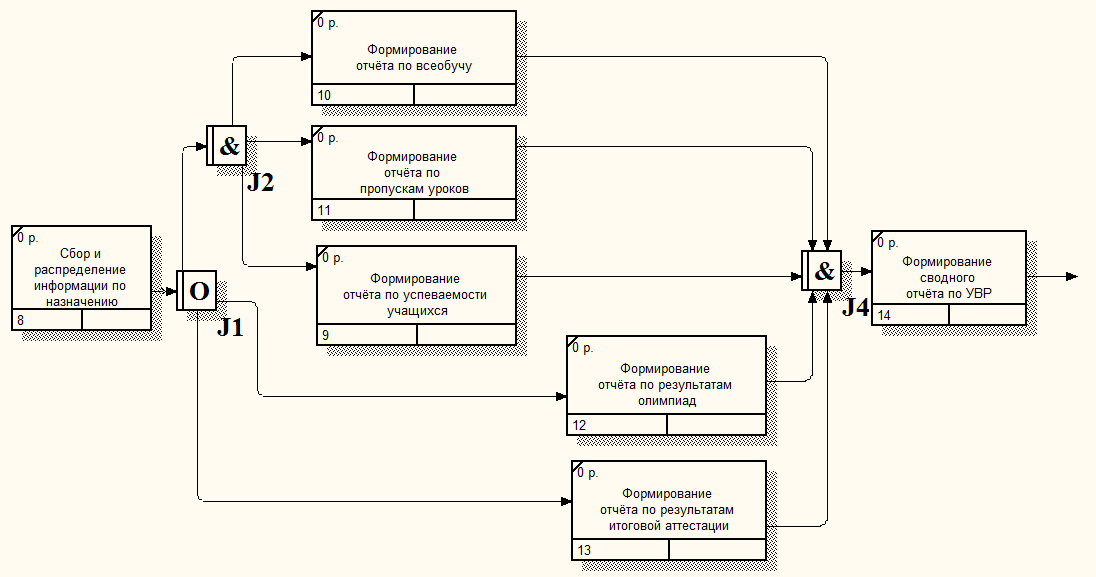 0 р.
Формирование
отчёта по всеобучу
10
0 р.
Формирование
отчёта по
пропускам уроков
11
&
J2
0 р.
Сбор и
распределение
информации по
назначению
8
O
J1
0 р.
Формирование
отчёта по успеваемости
учащихся
9
&
J4
0 р.
Формирование
сводного
отчёта по УВР
14
0 р.
Формирование
отчёта по результатам
олимпиад
12
0 р.
Формирование
отчёта по результатам
итоговой аттестации
13